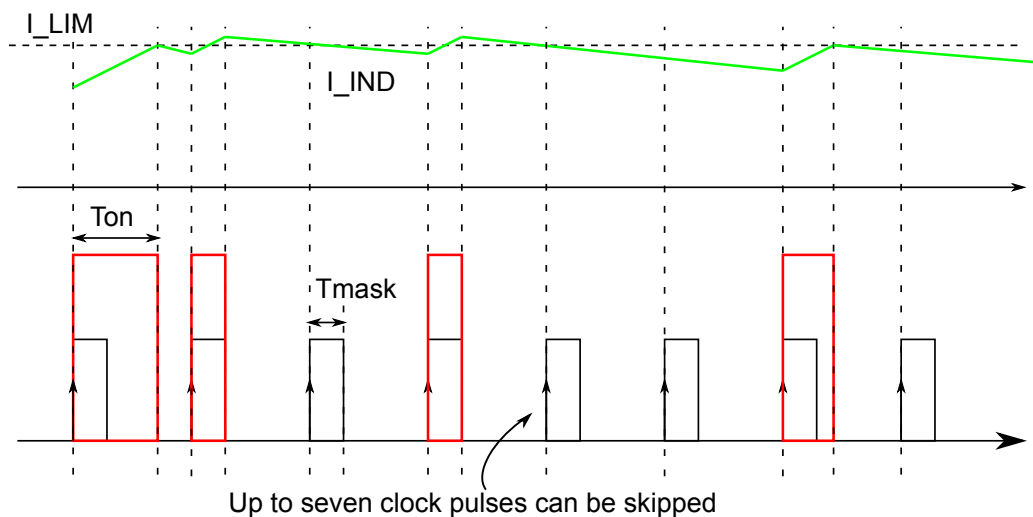 I_LIM
I_IND
Ton
Tmask
Up to seven clock pulses can be skipped